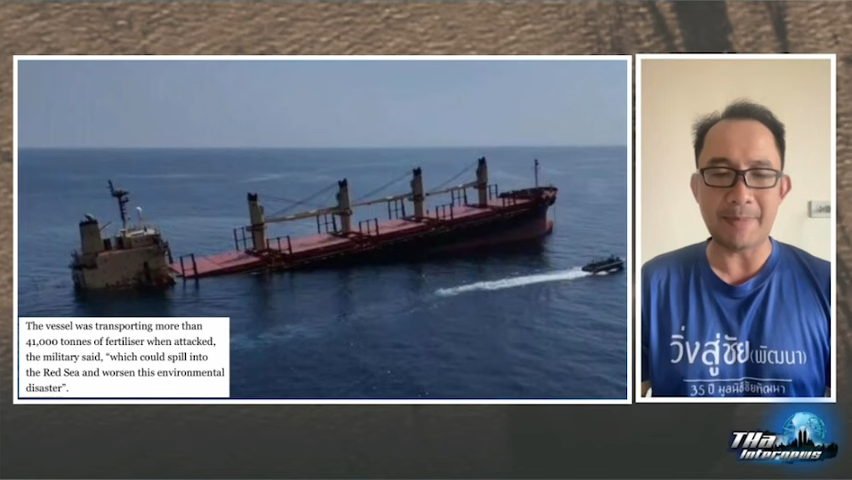 The vessel was transporting more than
41,000 tonnes of fertiliser when attacked,
the military said, “which could spill into
the Red Sea and worsen this environmental
disaster”.
วิ่งสู่ชัย(พัฒนา)
35 ปี มูลนิธิชัยพัฒนา
THai
Internews